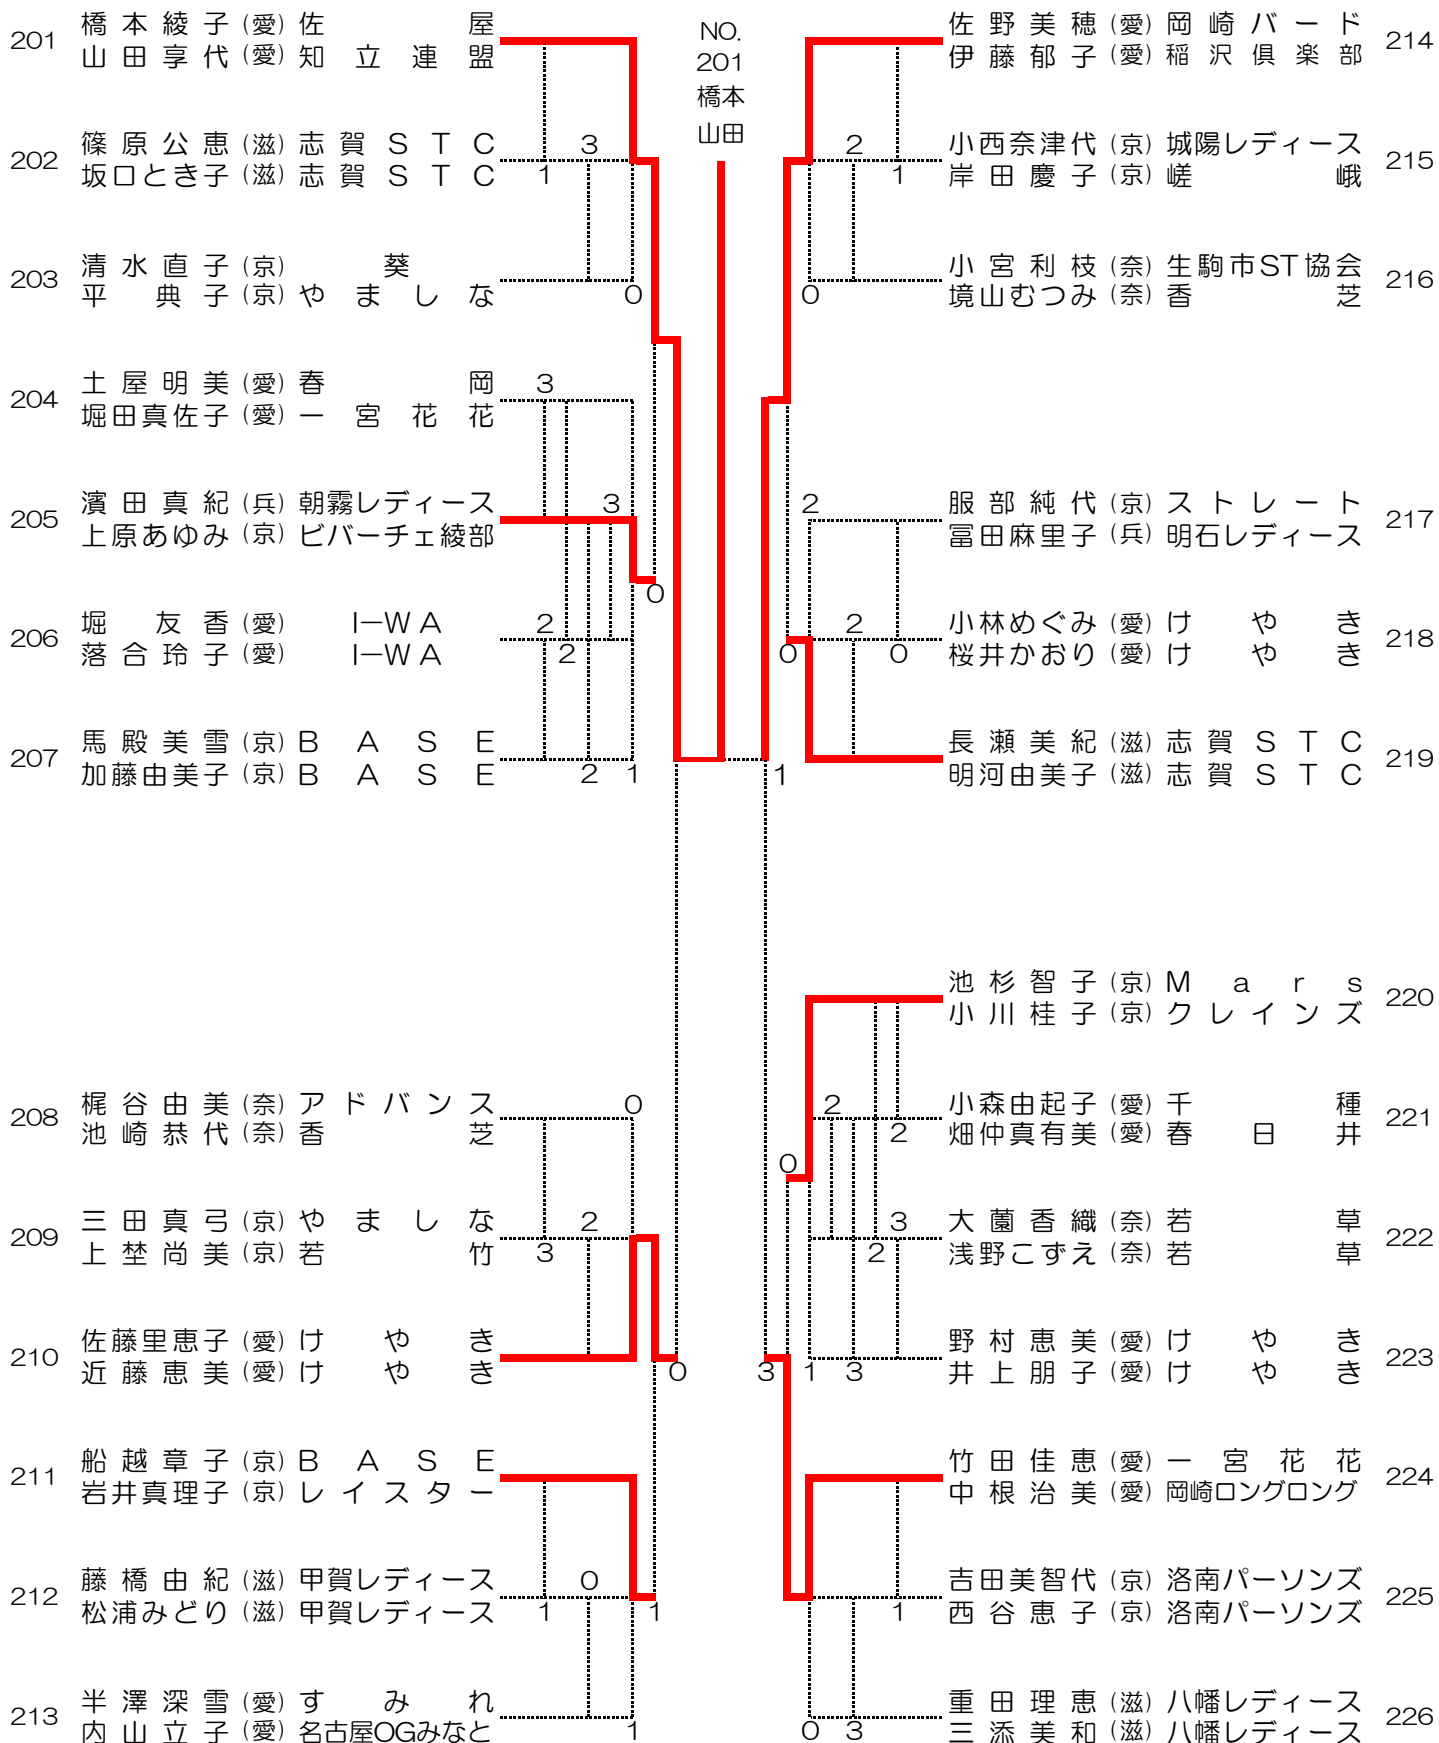 NO.
201
橋本
山田
201 橋本綾子(愛) 佐屋
山田享代(愛) 知立連盟
1
202 篠原公恵(滋) 志賀STC 3
坂口とき子(滋) 志賀STC 1
203 清水直子(京) 葵
平典子(京) やましな 0
204 土屋明美(愛) 春岡 3
堀田真佐子(愛) 一宮花花
205 濱田真紀(兵) 朝霧レディース 3
上原あゆみ(京) ビバーチェ綾部
0
206 堀友香(愛) I-WA 2
落合玲子(愛) I-WA 2
207 馬殿美雪(京) BASE
加藤由美子(京) BASE 2 1
208 梶谷由美(奈) アドバンス 0
池崎恭代(奈) 香芝
209 三田真弓(京) やましな 2
上埜尚美(京) 若竹 3
210 佐藤里恵子(愛) けやき
近藤恵美(愛) けやき 0
211 船越章子(京) BASE
岩井真理子(京) レイスター
212 藤橋由紀(滋) 甲賀レディース 0
松浦みどり(滋) 甲賀レディース 1 1
213 半澤深雪(愛) すみれ
内山立子(愛) 名古屋OGみなと 1
佐野美穂(愛) 岡崎バード 214
伊藤郁子(愛) 稲沢倶楽部
2 小西奈津代(京) 城陽レディース 215
1 岸田慶子(京) 嵯峨
小宮利枝(奈) 生駒市ST協会 216
0 境山むつみ(奈) 香芝
2 服部純代(京) ストレート 217
冨田麻里子(兵) 明石レディース
2 小林めぐみ(愛) けやき 218
0 0 桜井かおり(愛) けやき
長瀬美紀(滋) 志賀STC 219
1 明河由美子(滋) 志賀STC
池杉智子(京) Mars 220
小川桂子(京) クレインズ
2 小森由起子(愛) 千種 221
2 畑仲真有美(愛) 春日井
0
3 大薗香織(奈) 若草 222
2 浅野こずえ(奈) 若草
野村恵美(愛) けやき 223
3 1 3 井上朋子(愛) けやき
竹田佳恵(愛) 一宮花花 224
中根治美(愛) 岡崎ロングロング
吉田美智代(京) 洛南パーソンズ 225
1 西谷恵子(京) 洛南パーソンズ
重田理恵(滋) 八幡レディース 226
0 3 三添美和(滋) 八幡レディース